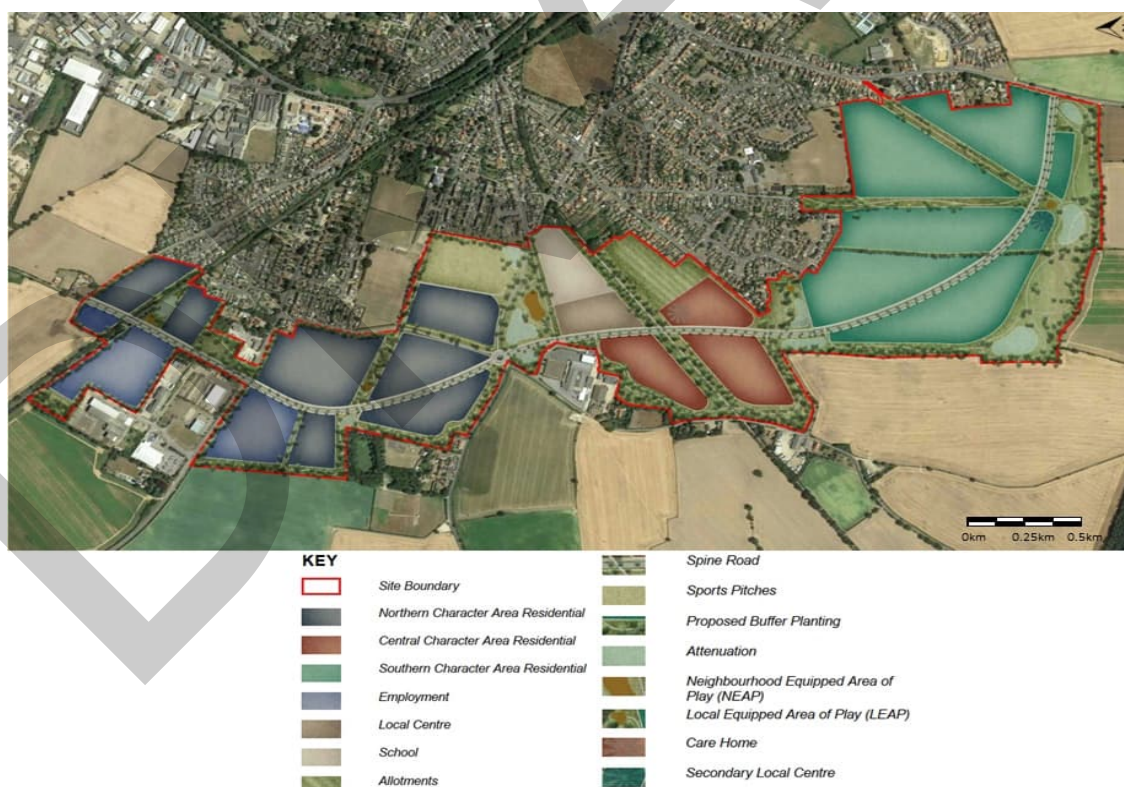 0km 0.25km 0.5km
KEY
Site Boundary
Northern Character Area Residential
Central Character Area Residential
Southern Character Area Residential
Employment
Local Centre
School
Allotments
Spine Road
Sports Pitches
Proposed Buffer Planting
Attenuation
Neighbourhood Equipped Area of
Play (NEAP)
Local Equipped Area of Play (LEAP)
Care Home
Secondary Local Centre